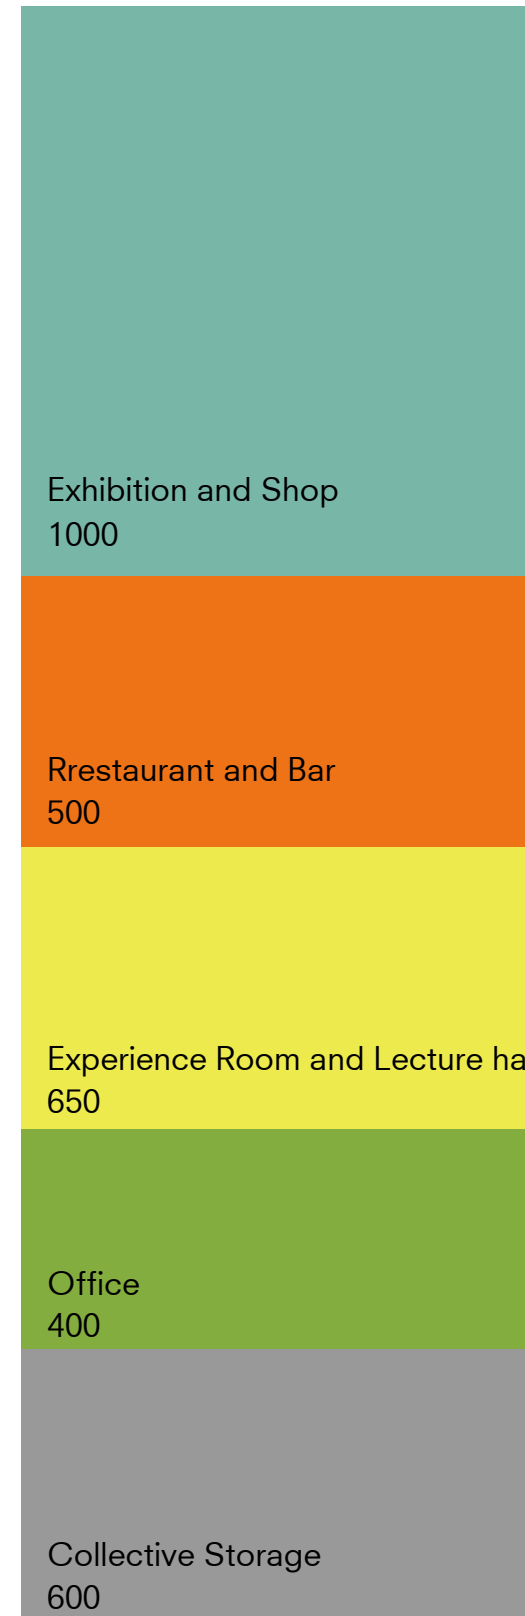 Exhibition and Shop
1000
Rrestaurant and Bar
500
Experience Room and Lecture ha
650
Office
400
Collective Storage
600